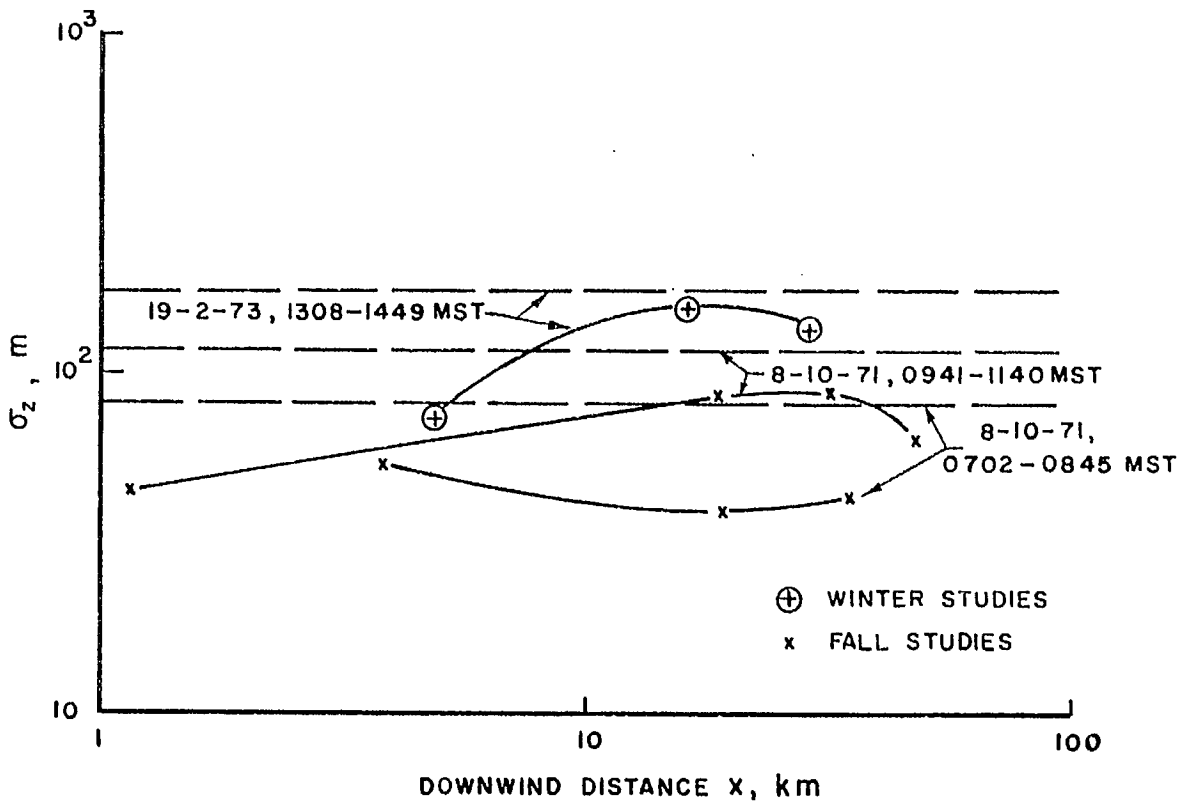 10³
σz, m
19-2-73, 1308-1449 MST
10²
8-10-71, 0941-1140 MST
8-10-71,
0702-0845 MST
⊕ WINTER STUDIES
x FALL STUDIES
10
1 10 100
DOWNWIND DISTANCE X, km